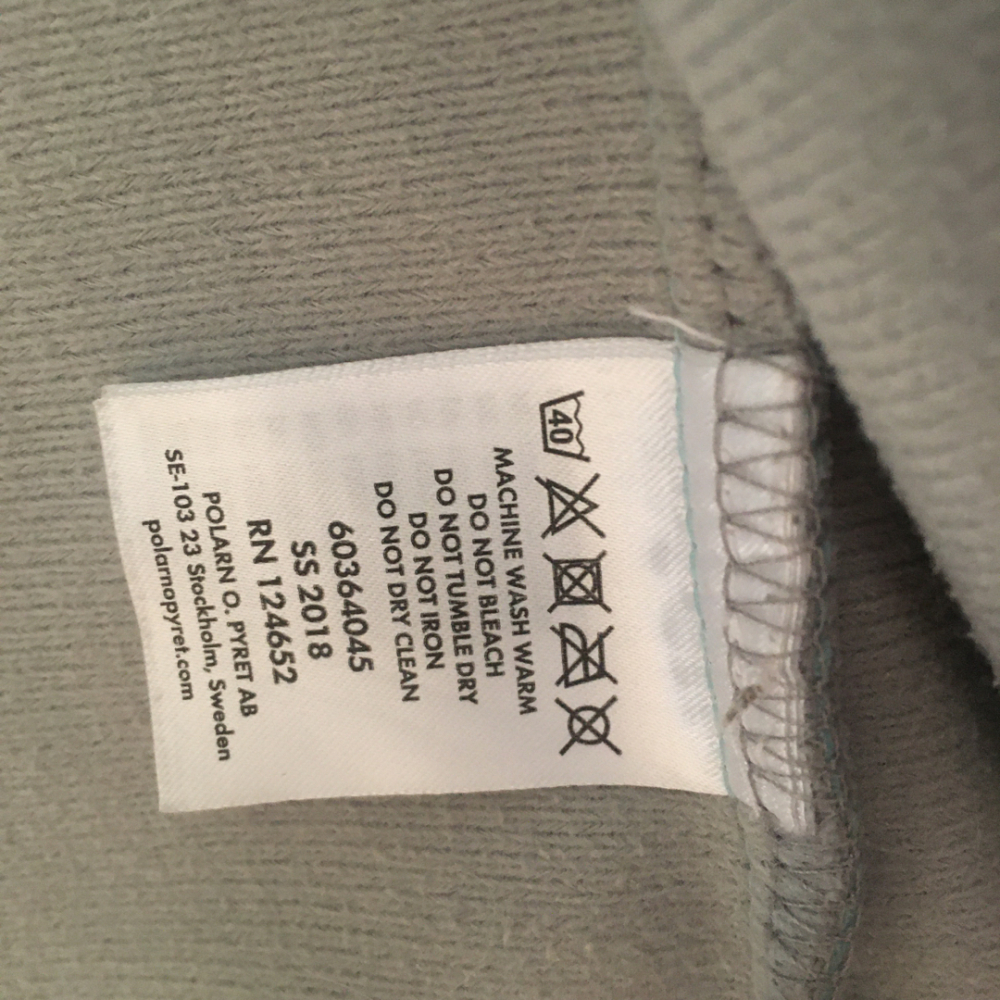 40
MACHINE WASH WARM
DO NOT BLEACH
DO NOT TUMBLE DRY
DO NOT IRON
DO NOT DRY CLEAN
60364045
SS 2018
RN 124652
POLARN O. PYRET AB
SE-103 23 Stockholm, Sweden
polarnopyret.com